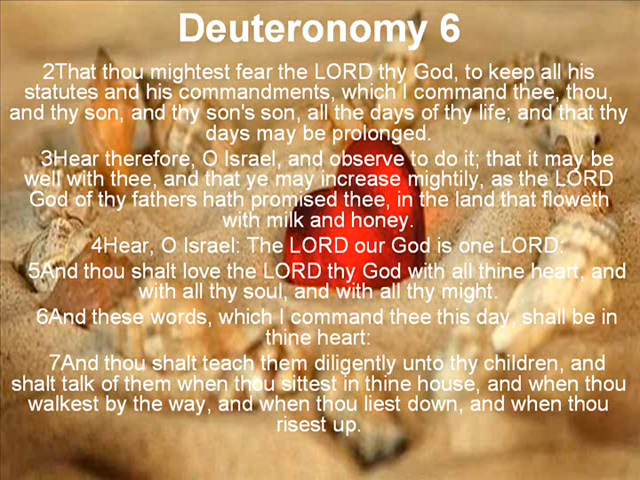 Deuteronomy 6
2That thou mightest fear the LORD thy God, to keep all his
statutes and his commandments, which I command thee, thou,
and thy son, and thy son's son, all the days of thy life; and that thy
days may be prolonged.
3Hear therefore, O Israel, and observe to do it; that it may be
well with thee, and that ye may increase mightily, as the LORD
God of thy fathers hath promised thee, in the land that floweth
with milk and honey.
4Hear, O Israel: The LORD our God is one LORD:
5And thou shalt love the LORD thy God with all thine heart, and
with all thy soul, and with all thy might.
6And these words, which I command thee this day, shall be in
thine heart:
7And thou shalt teach them diligently unto thy children, and
shalt talk of them when thou sittest in thine house, and when thou
walkest by the way, and when thou liest down, and when thou
risest up.